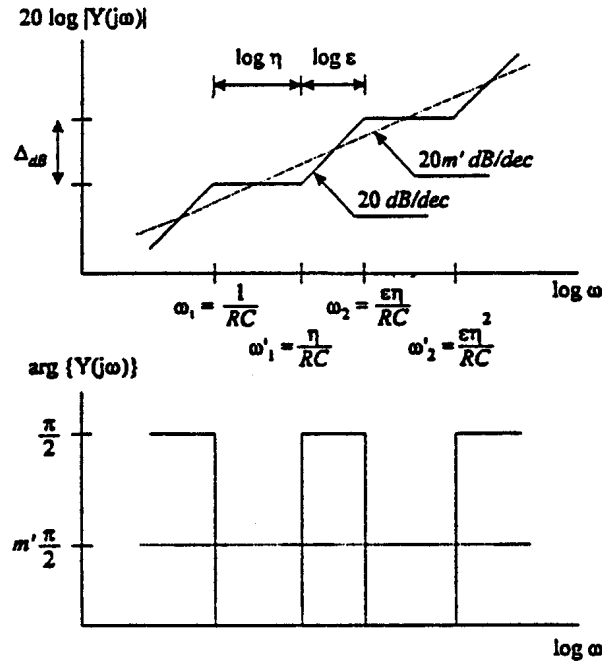 20 log |Y(jω)|
log η
log ε
Δ_dB
20m' dB/dec
20 dB/dec
log ω
ω₁ = 1/RC
ω₂ = εη/RC
ω'₁ = η/RC
ω'₂ = εη²/RC
arg {Y(jω)}
π/2
m' π/2
log ω